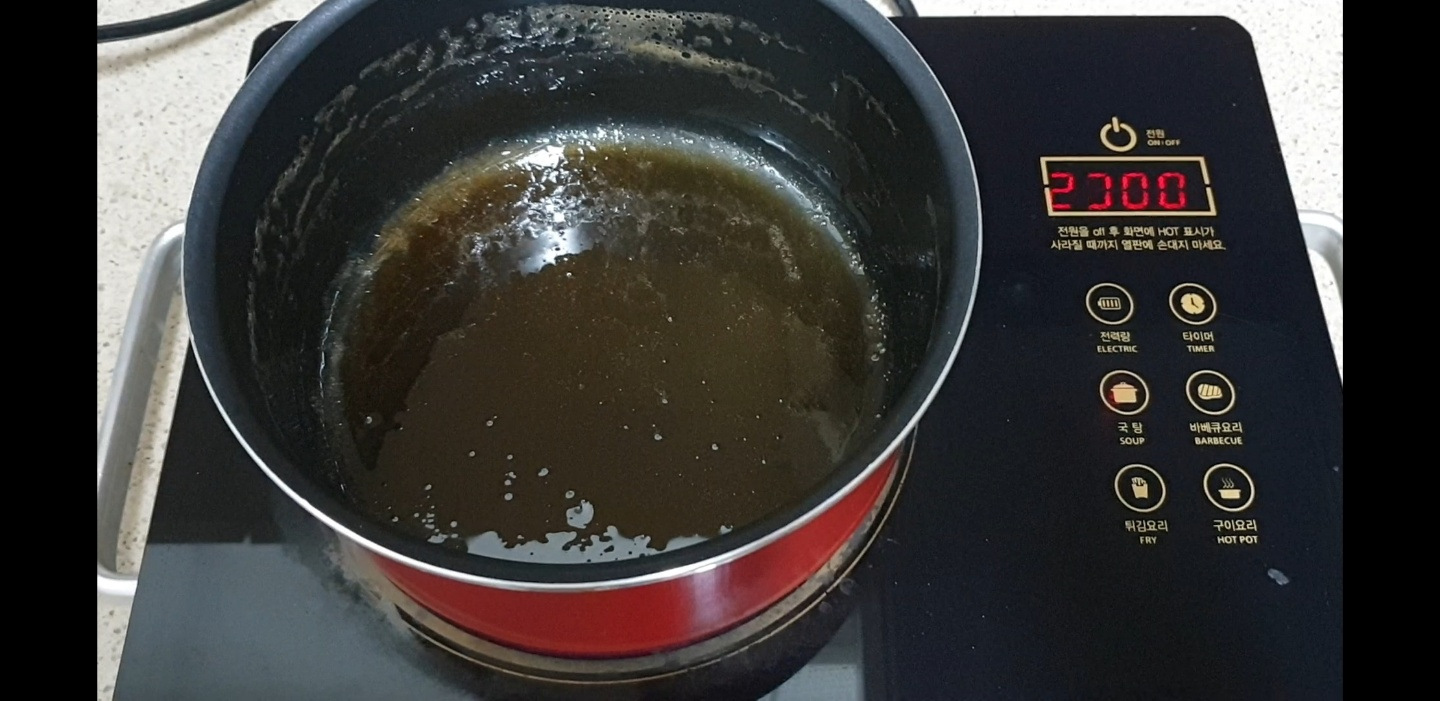 전원
ON·OFF
전원을 off 후 화면에 HOT 표시가
사라질 때까지 열판에 손대지 마세요.
전력량
ELECTRIC
타이머
TIMER
국 탕
SOUP
바베큐요리
BARBECUE
튀김요리
FRY
구이요리
HOT POT